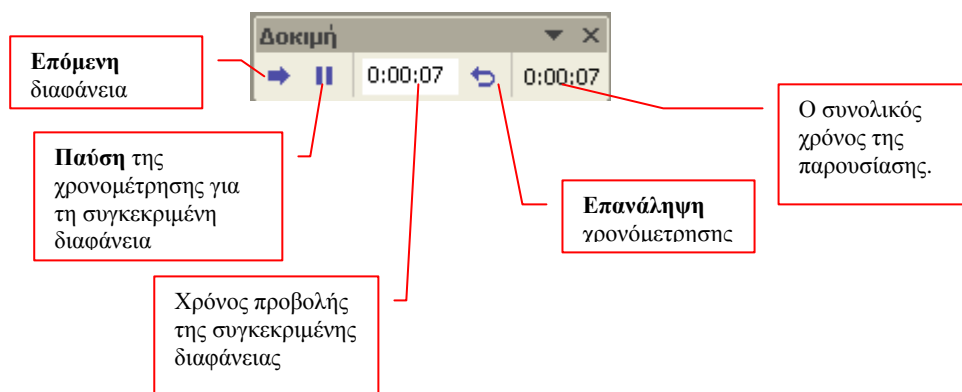 Δοκιμή
0:00:07
0:00:07
Επόμενη
διαφάνεια
Παύση της
χρονομέτρησης για
τη συγκεκριμένη
διαφάνεια
Χρόνος προβολής
της συγκεκριμένης
διαφάνειας
Επανάληψη
χρονόμετρησης
Ο συνολικός
χρόνος της
παρουσίασης.